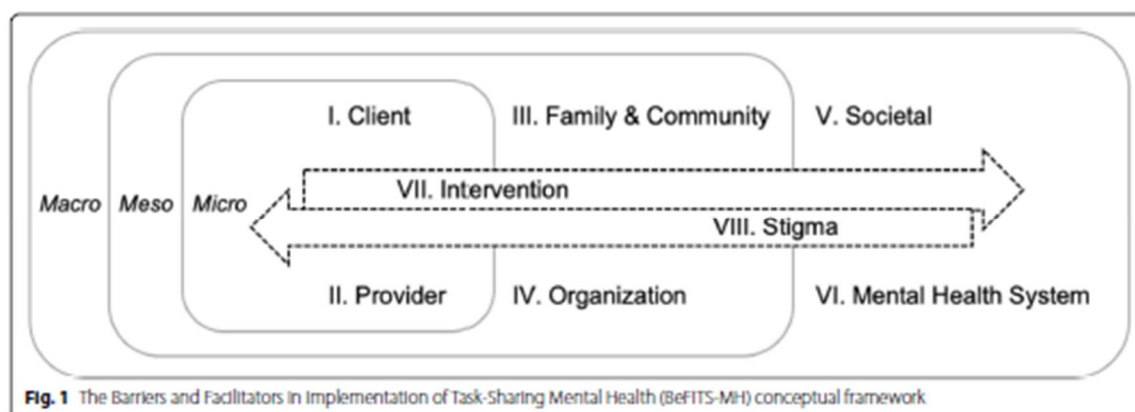 I. Client
III. Family & Community
V. Societal
VII. Intervention
Macro
Meso
Micro
VIII. Stigma
II. Provider
IV. Organization
VI. Mental Health System
Fig. 1 The Barriers and Facilitators in Implementation of Task-Sharing Mental Health (BeFITS-MH) conceptual framework